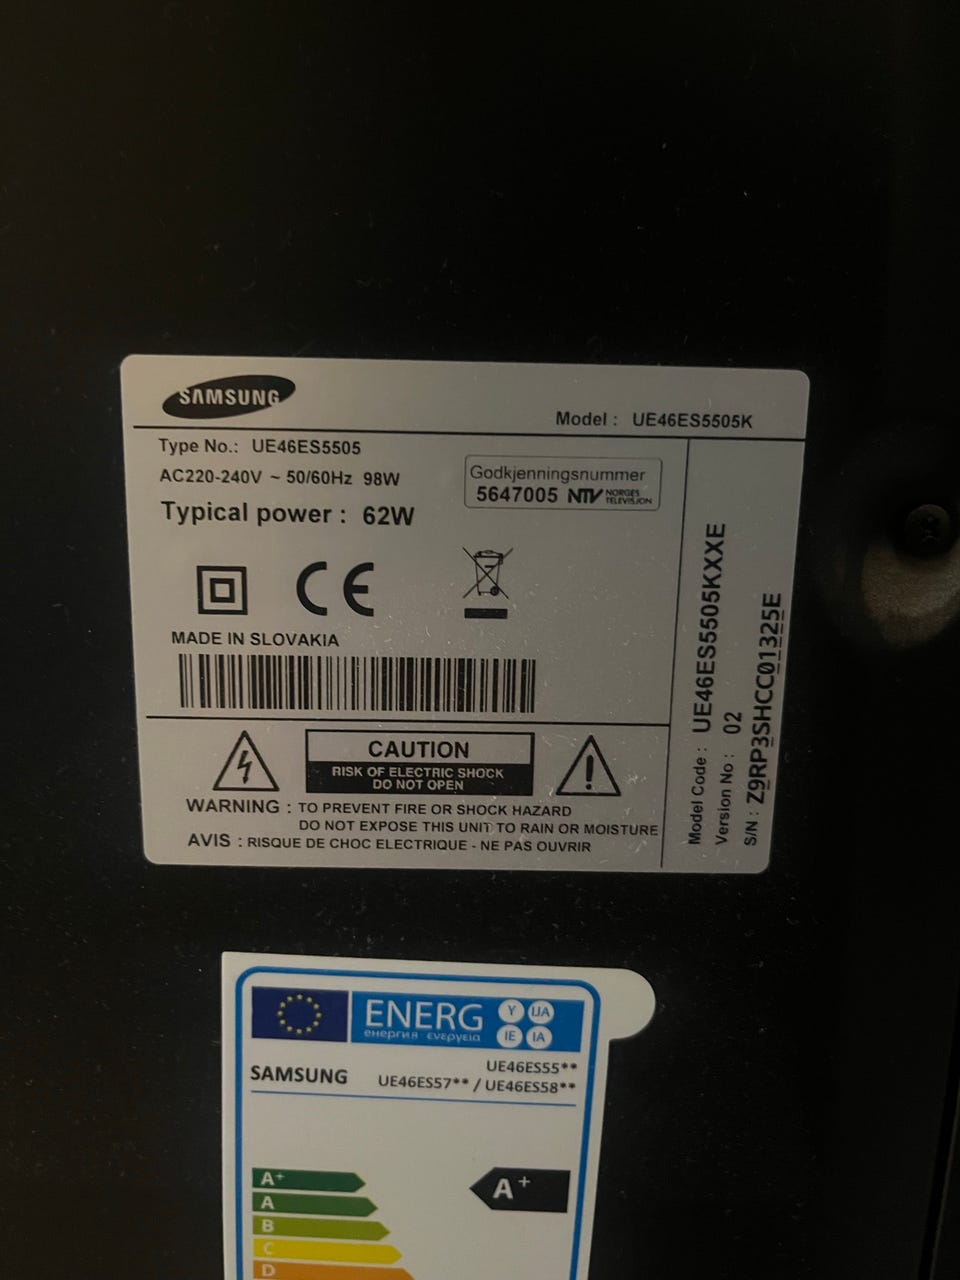 SAMSUNG
Model : UE46ES5505K
Type No.: UE46ES5505
AC220-240V ~ 50/60Hz 98W
Typical power : 62W
Godkjenningsnummer
5647005 NTV NORGES TELEVISJON
CE
MADE IN SLOVAKIA
CAUTION
RISK OF ELECTRIC SHOCK
DO NOT OPEN
WARNING : TO PREVENT FIRE OR SHOCK HAZARD
DO NOT EXPOSE THIS UNIT TO RAIN OR MOISTURE
AVIS : RISQUE DE CHOC ELECTRIQUE - NE PAS OUVRIR
Model Code : UE46ES5505KXXE
Version No : 02
S/N : Z9RP3SHCC01325E
ENERG
енергия ενεργεια
Y IJA
IE IA
SAMSUNG
UE46ES55**
UE46ES57** / UE46ES58**
A+
A
B
C
D
A+